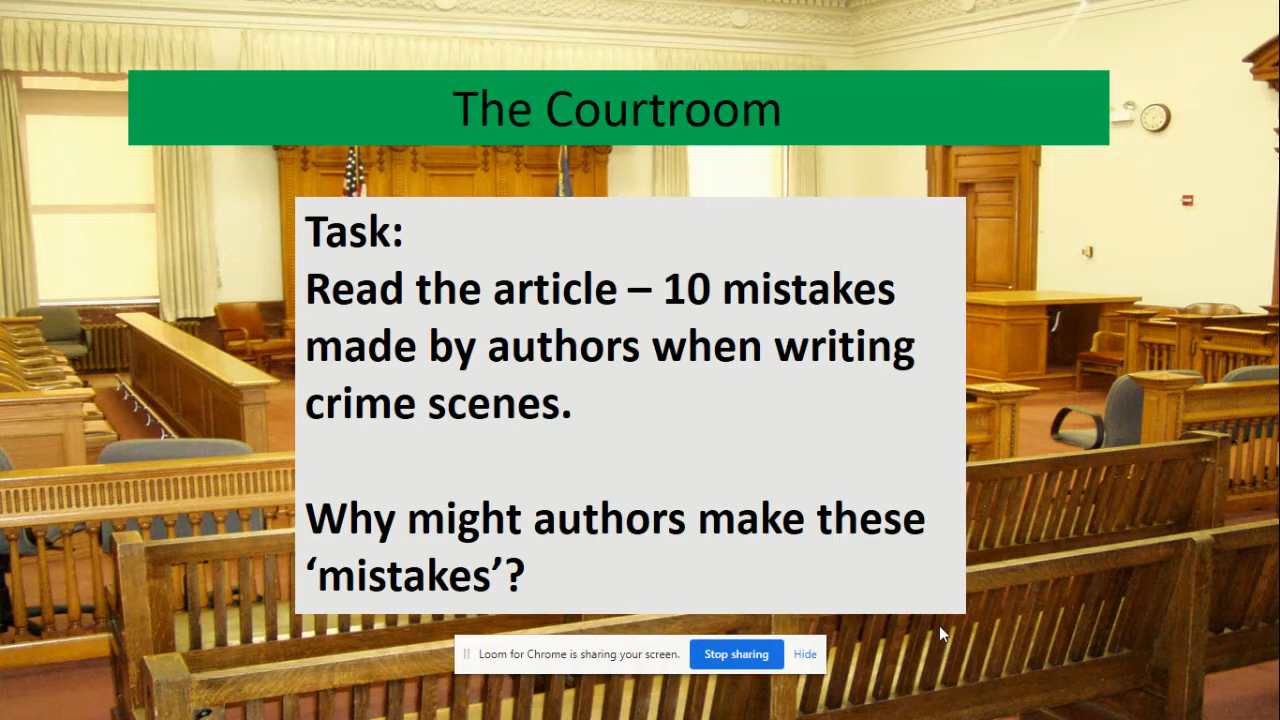 The Courtroom
Task:
Read the article – 10 mistakes
made by authors when writing
crime scenes.
Why might authors make these
‘mistakes’?
Loom for Chrome is sharing your screen. Stop sharing Hide